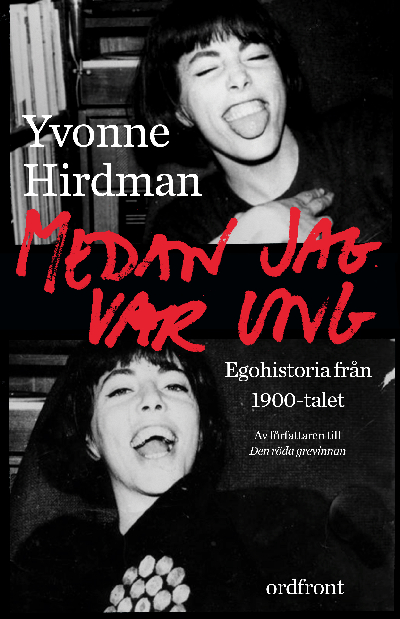 Yvonne
Hirdman
MEDAN JAG
VAR UNG
Egohistoria från
1900-talet
Av författaren till
Den röda grevinnan
ordfront